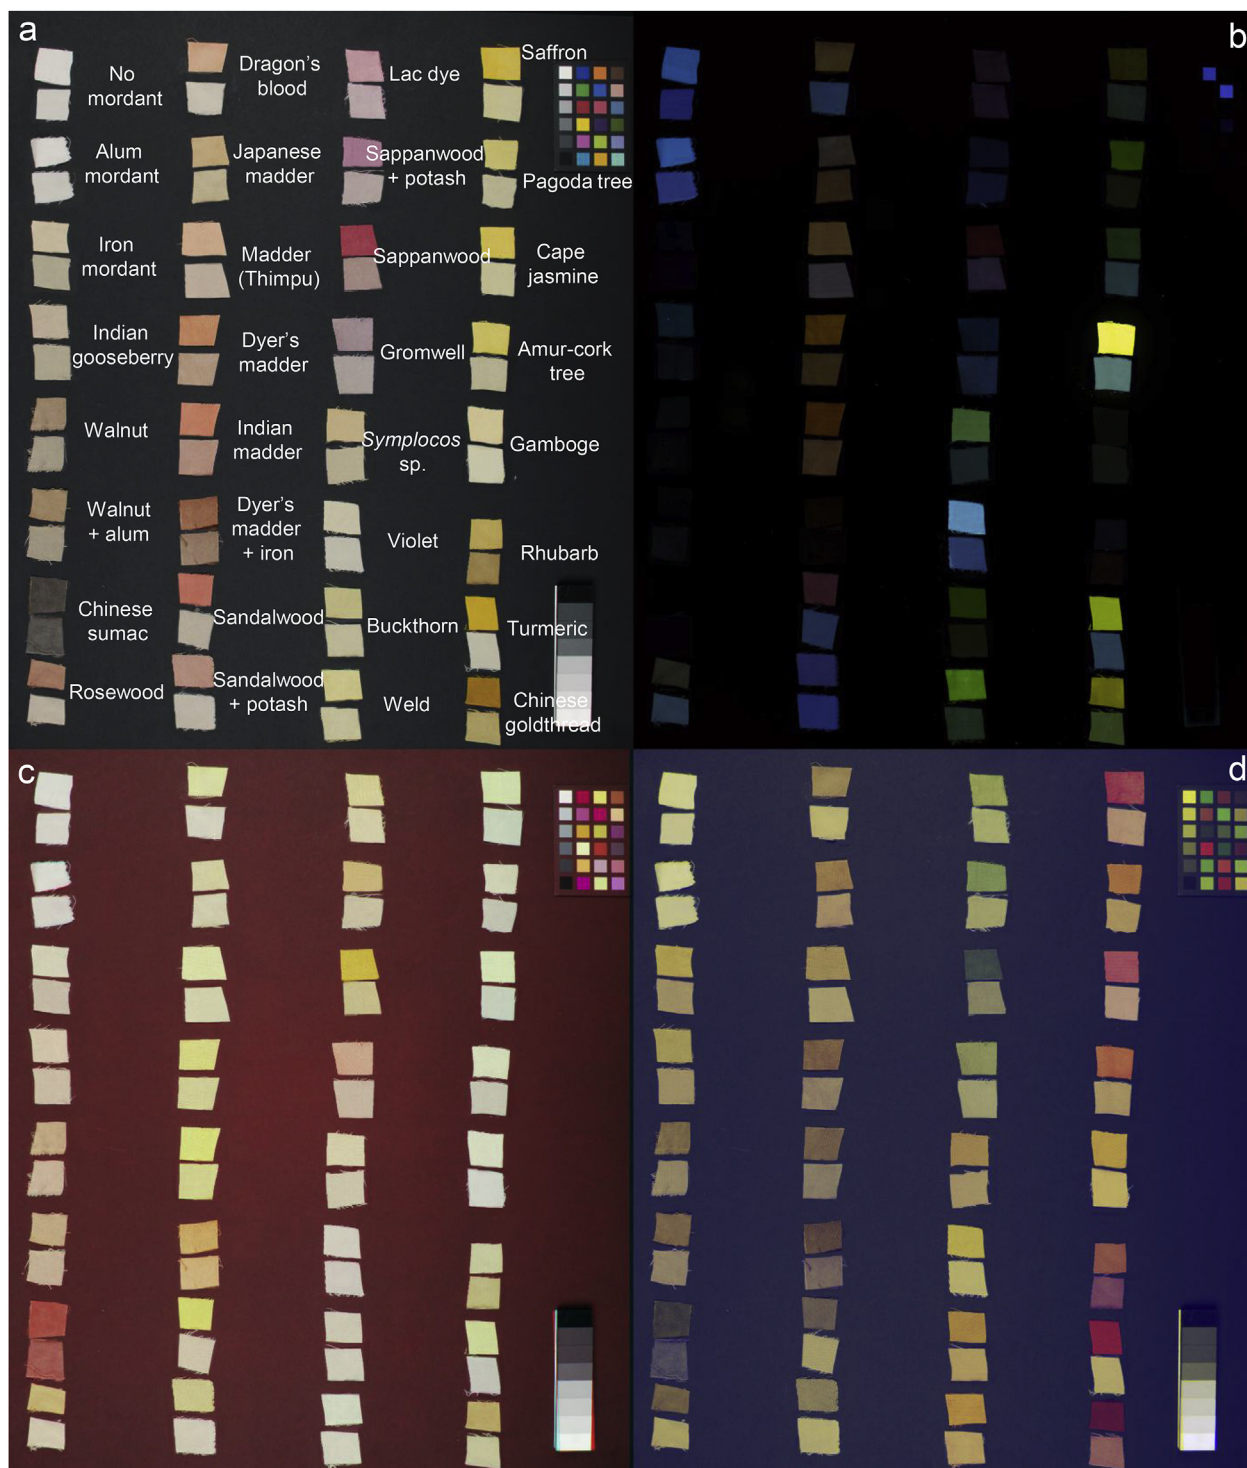 a
No
mordant
Alum
mordant
Iron
mordant
Indian
gooseberry
Walnut
Walnut
+ alum
Chinese
sumac
Rosewood
Dragon's
blood
Japanese
madder
Madder
(Thimpu)
Dyer's
madder
Indian
madder
Dyer's
madder
+ iron
Sandalwood
Sandalwood
+ potash
Lac dye
Sappanwood
+ potash
Sappanwood
Gromwell
Symplocos
sp.
Violet
Buckthorn
Weld
Saffron
Pagoda tree
Cape
jasmine
Amur-cork
tree
Gamboge
Rhubarb
Turmeric
Chinese
goldthread
b
c
d